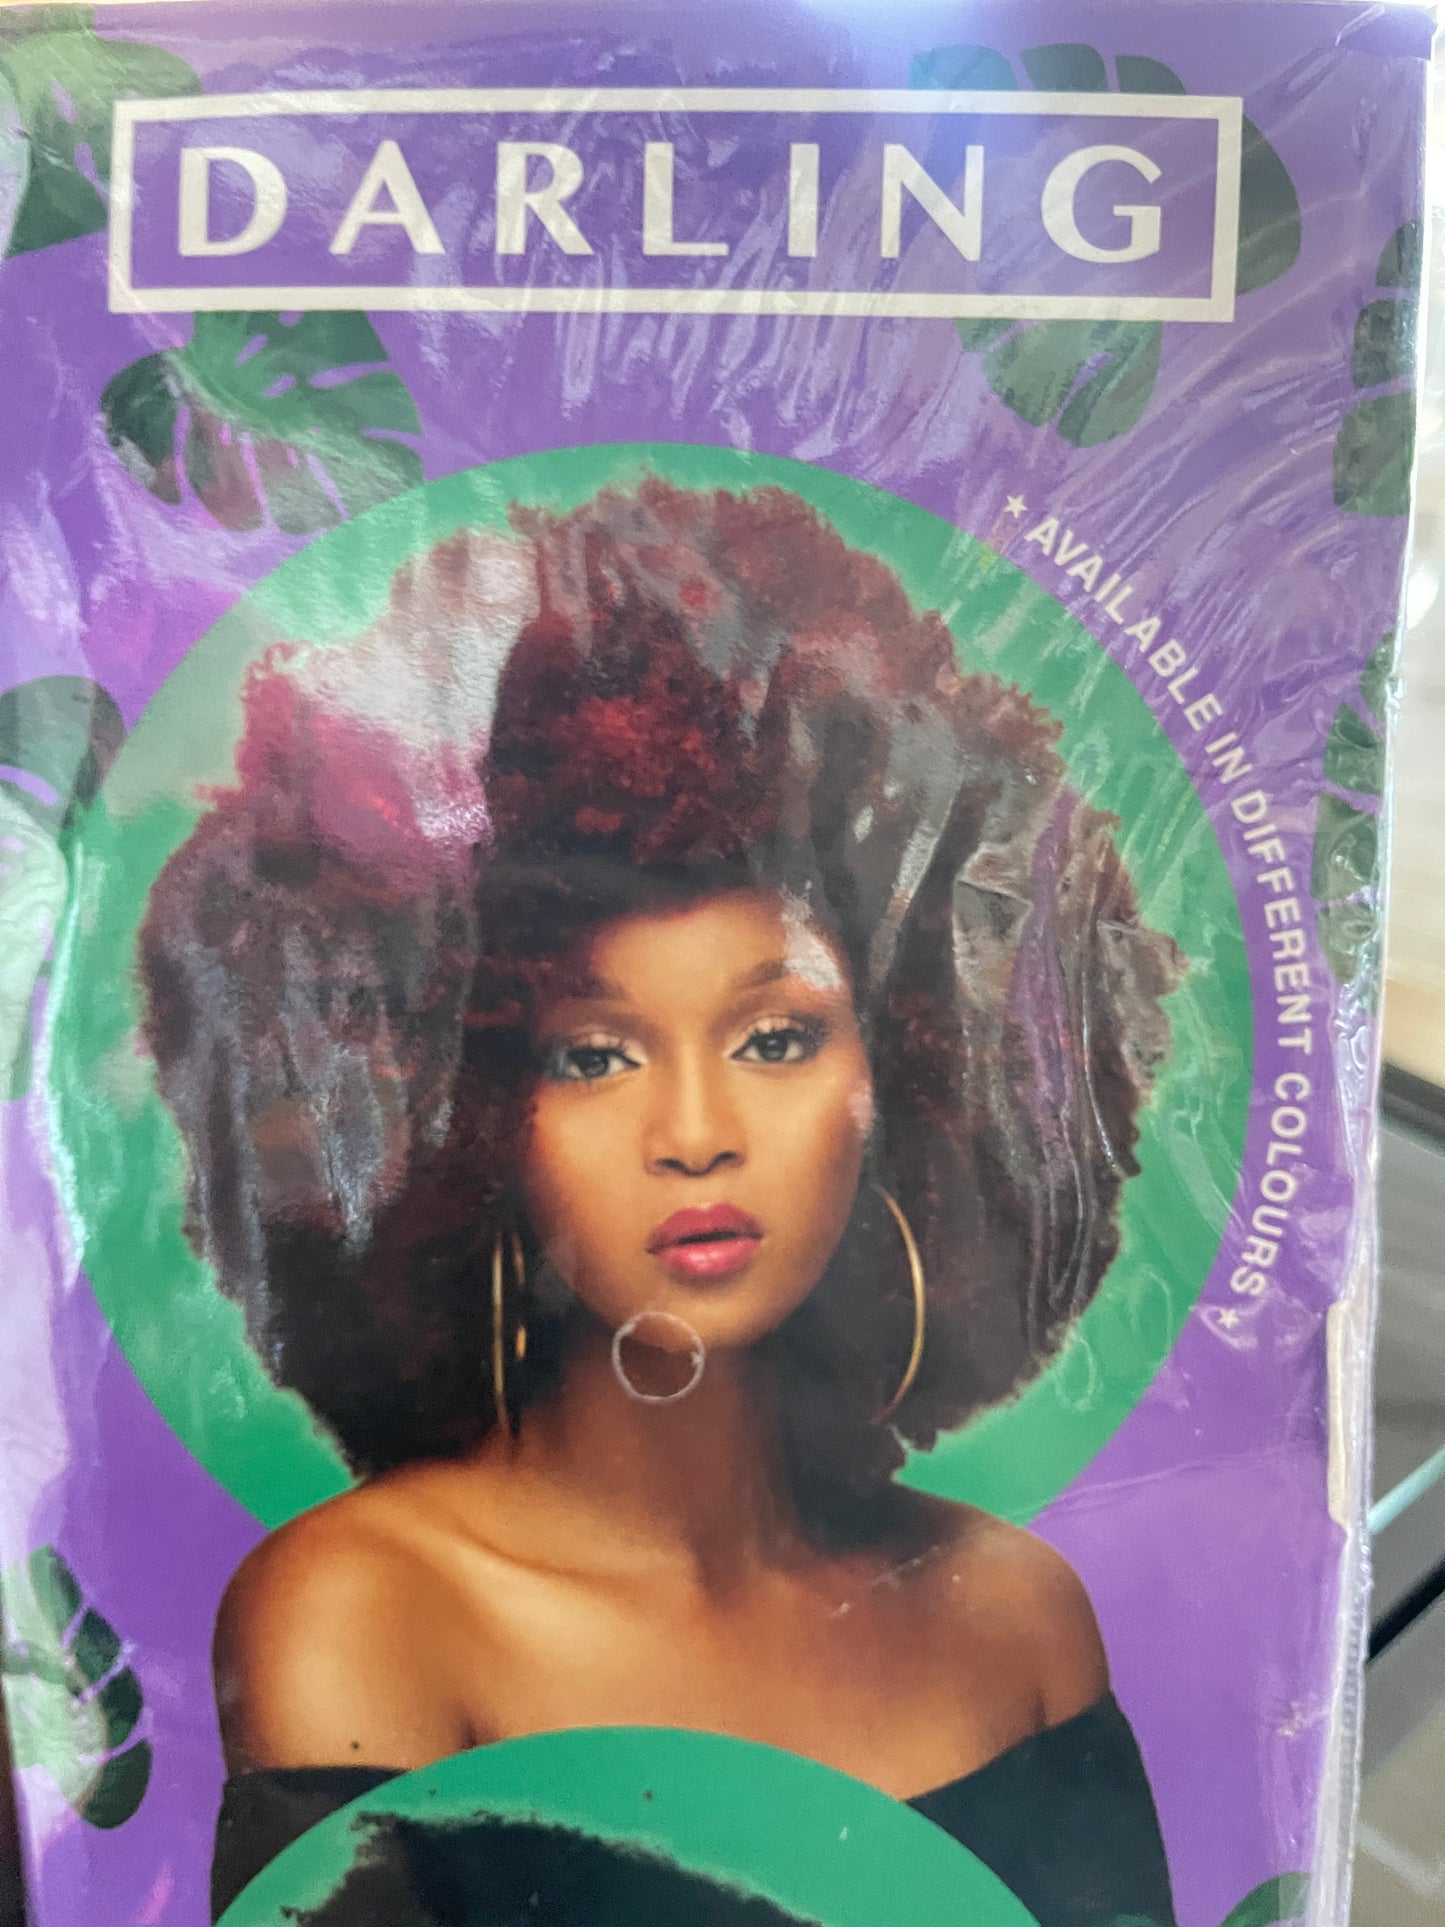 DARLING
★ AVAILABLE IN DIFFERENT COLOURS ★